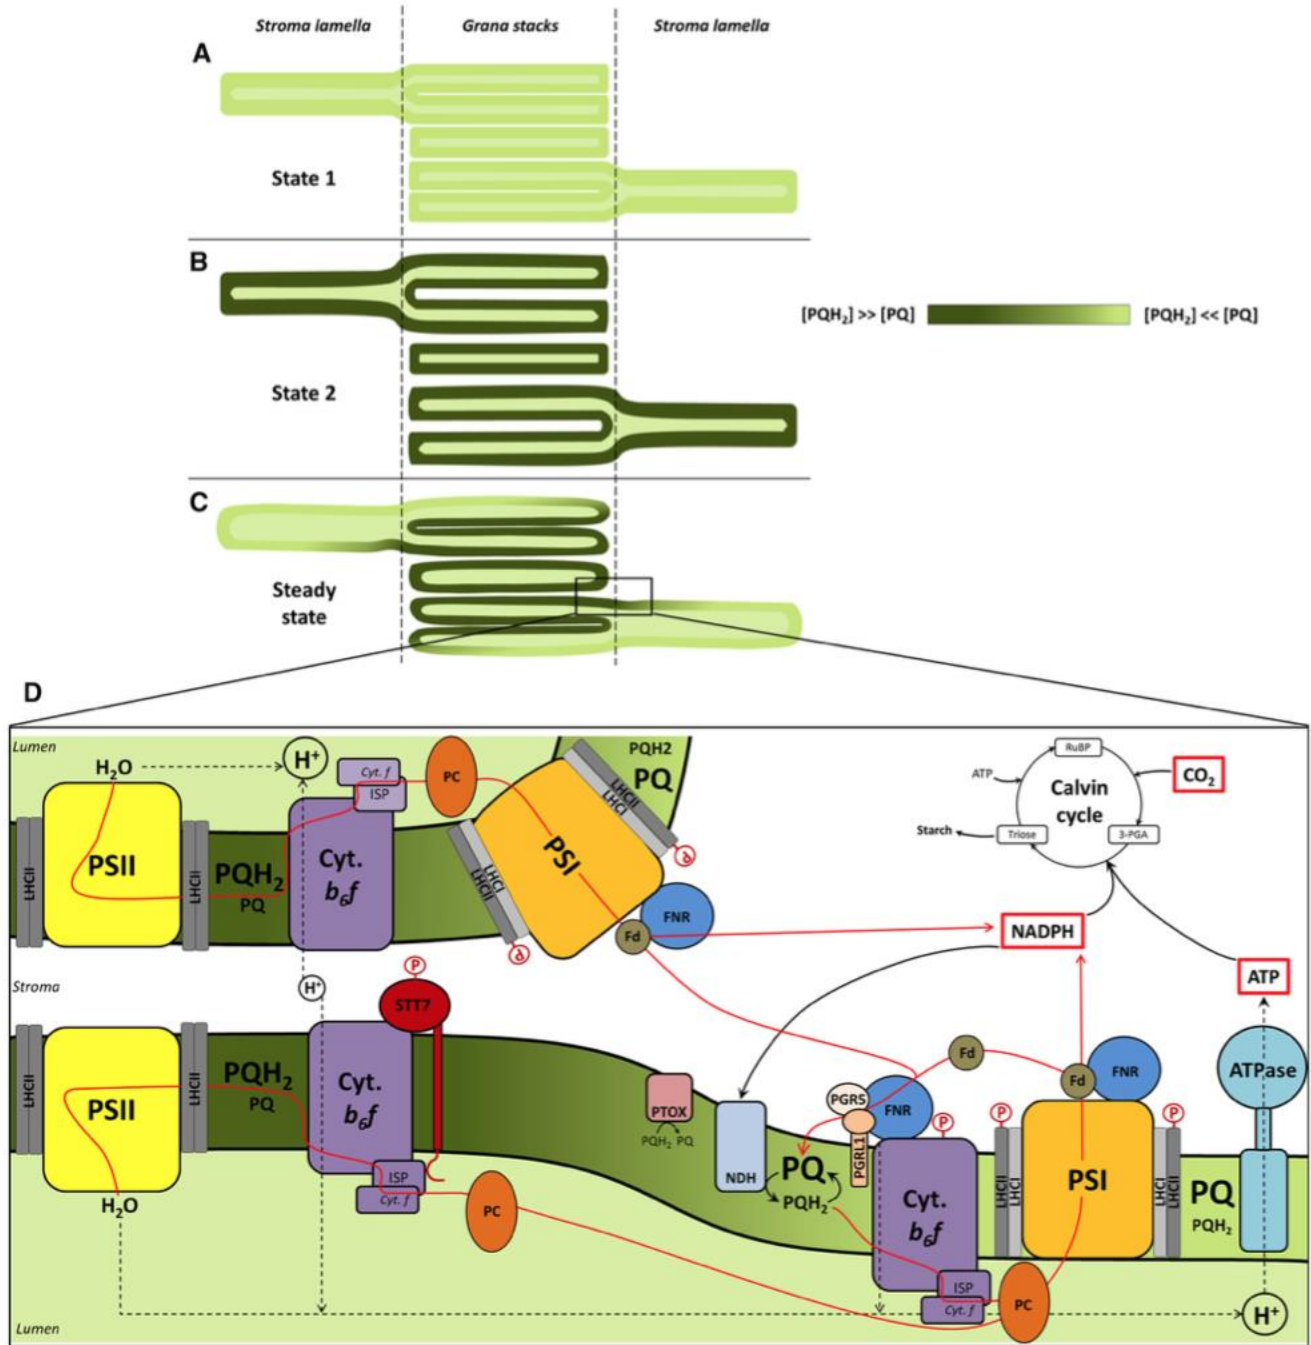 Stroma lamella
Grana stacks
Stroma lamella
A
State 1
B
[PQH₂] >> [PQ]
[PQH₂] << [PQ]
State 2
C
Steady
state
D
Lumen
H₂O
H⁺
Cyt. f
ISP
PC
PQH2
PQ
LHCII
LHCI
LHCII
PSII
LHCII
PQH₂
PQ
Cyt.
b₆f
LHCI
LHCII
PSI
P
P
Fd
FNR
RuBP
ATP
Calvin
cycle
CO₂
Starch
Triose
3-PGA
NADPH
ATP
Stroma
H⁺
P
STT7
LHCII
PSII
LHCII
PQH₂
PQ
Cyt.
b₆f
ISP
Cyt. f
H₂O
PC
PTOX
PQH₂
PQ
NDH
PQ
PQH₂
PGR5
PGRL1
FNR
Fd
P
Cyt.
b₆f
ISP
Cyt. f
PC
Fd
FNR
P
LHCII
LHCI
PSI
LHCI
LHCII
P
PQ
PQH₂
ATPase
H⁺
Lumen